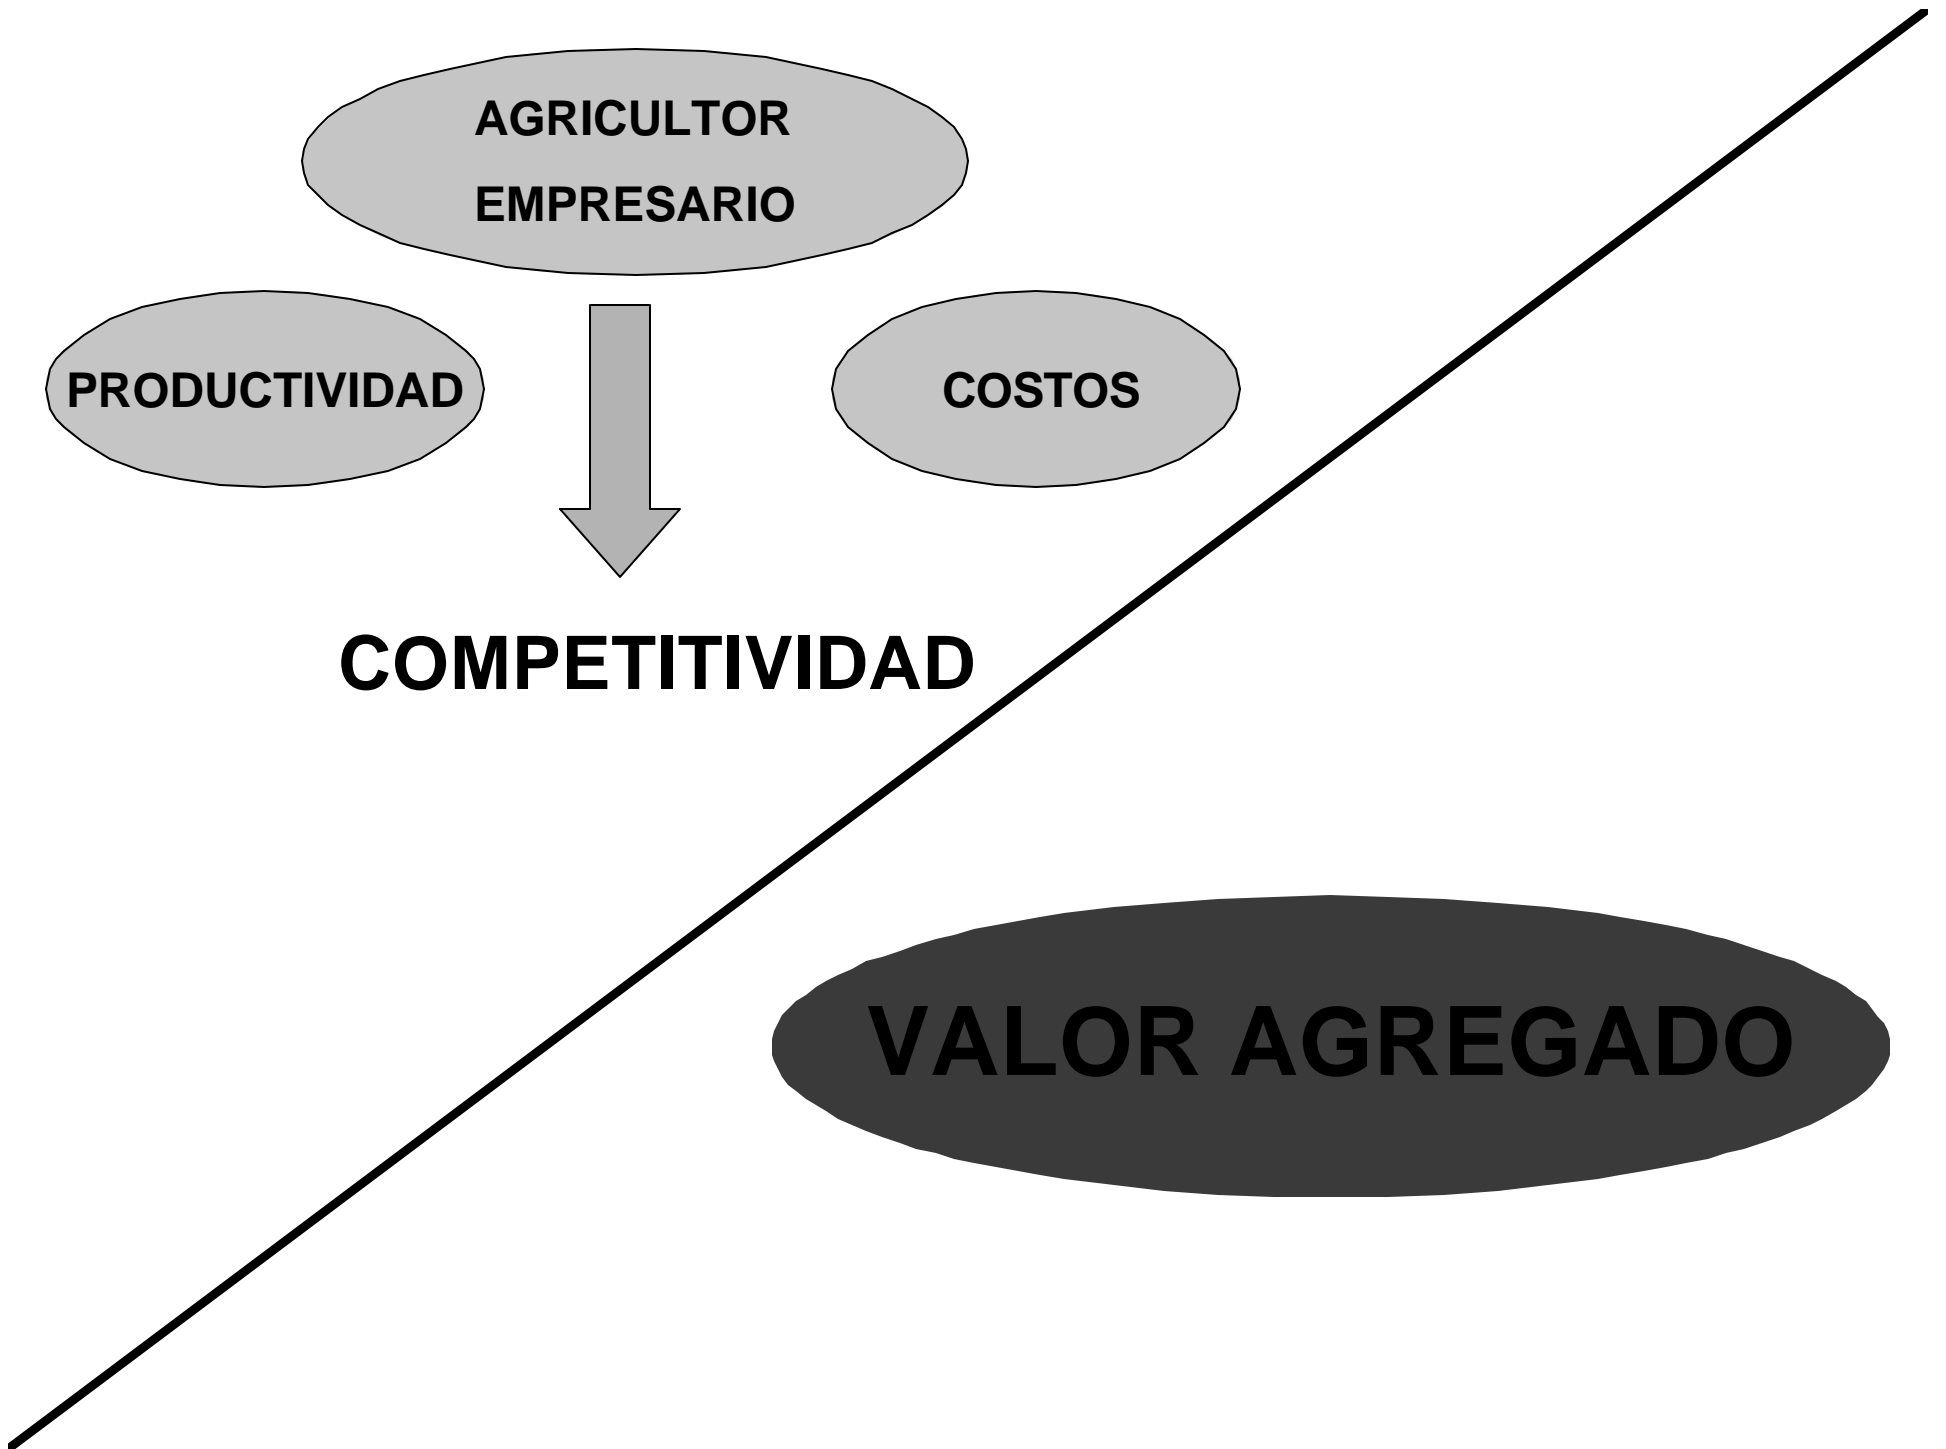 AGRICULTOR
EMPRESARIO
PRODUCTIVIDAD
COSTOS
COMPETITIVIDAD
VALOR AGREGADO